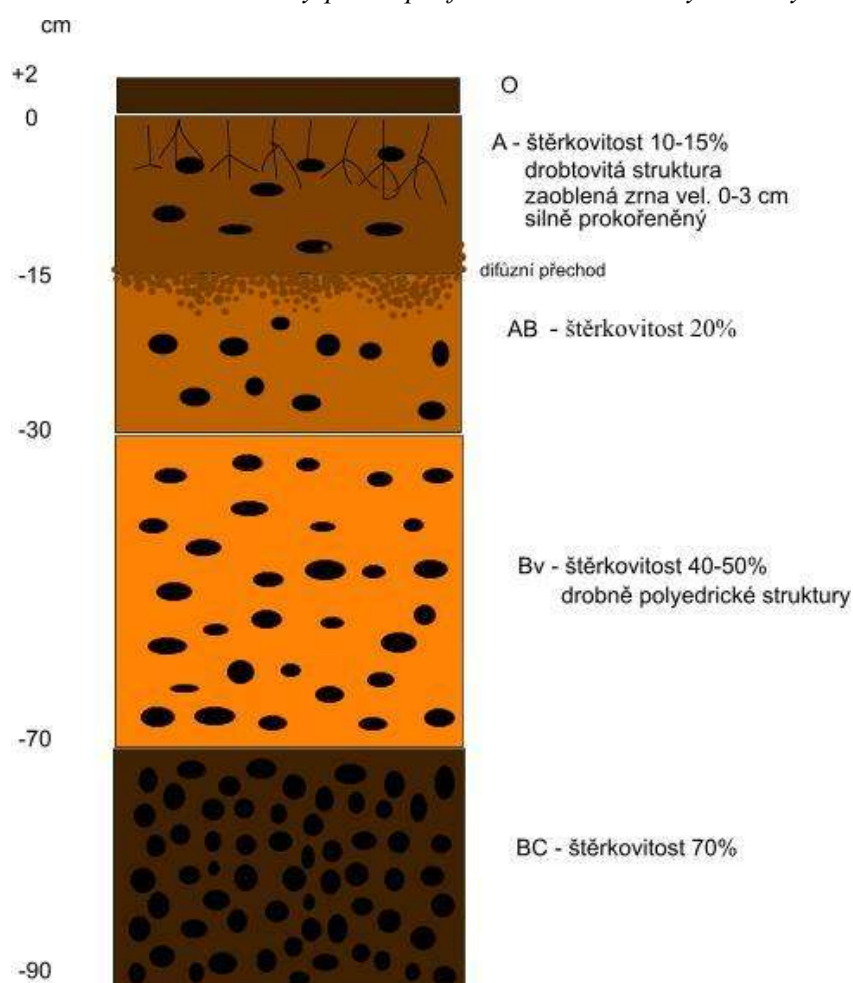 cm
+2
O
0
A - štěrkovitost 10-15%
drobtovitá struktura
zaoblená zrna vel. 0-3 cm
silně prokořeněný
-15
difúzní přechod
AB - štěrkovitost 20%
-30
Bv - štěrkovitost 40-50%
drobně polyedrické struktury
-70
BC - štěrkovitost 70%
-90